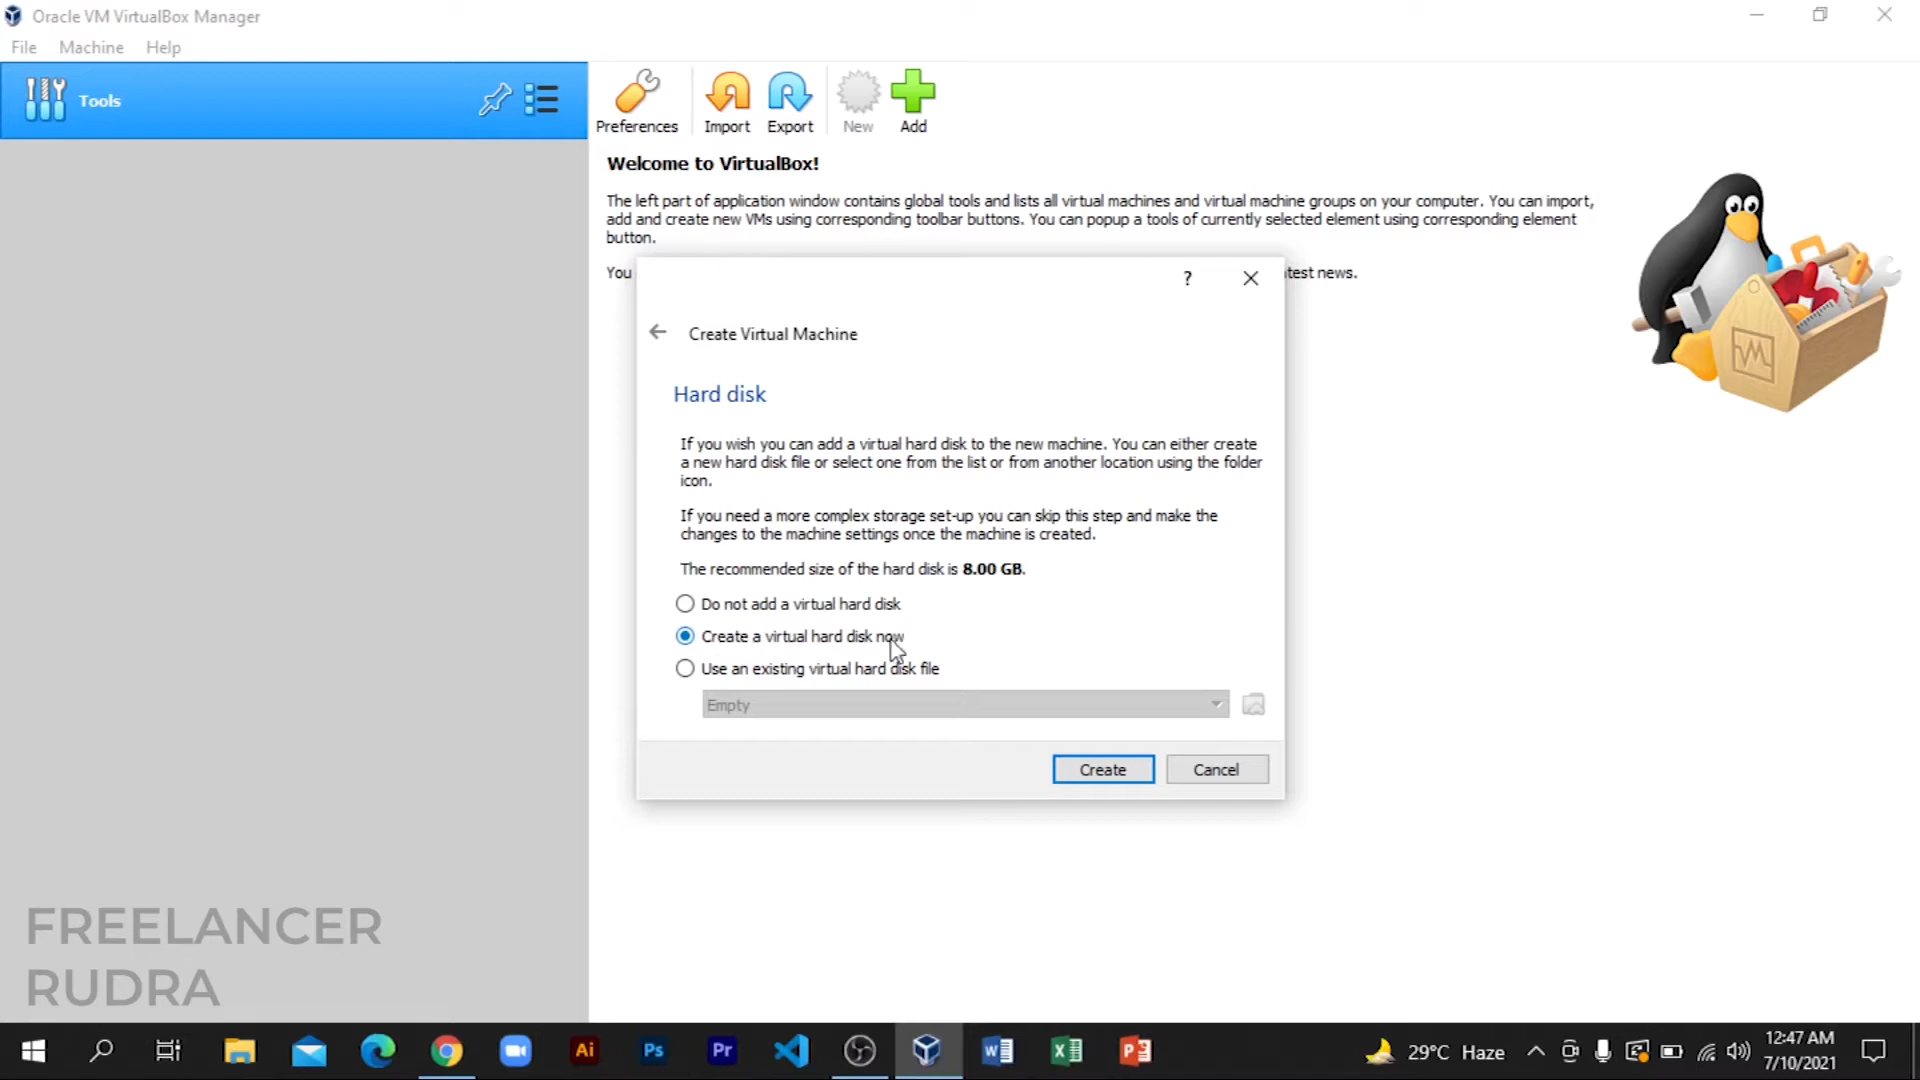 Oracle VM VirtualBox Manager
File Machine Help
Tools
Preferences Import Export New Add
Welcome to VirtualBox!
The left part of application window contains global tools and lists all virtual machines and virtual machine groups on your computer. You can import,
add and create new VMs using corresponding toolbar buttons. You can popup a tools of currently selected element using corresponding element
button.
You
test news.
?
Create Virtual Machine
Hard disk
If you wish you can add a virtual hard disk to the new machine. You can either create
a new hard disk file or select one from the list or from another location using the folder
icon.
If you need a more complex storage set-up you can skip this step and make the
changes to the machine settings once the machine is created.
The recommended size of the hard disk is 8.00 GB.
Do not add a virtual hard disk
Create a virtual hard disk now
Use an existing virtual hard disk file
Empty
Create Cancel
FREELANCER
RUDRA
Ai Ps Pr
29°C Haze
12:47 AM
7/10/2021